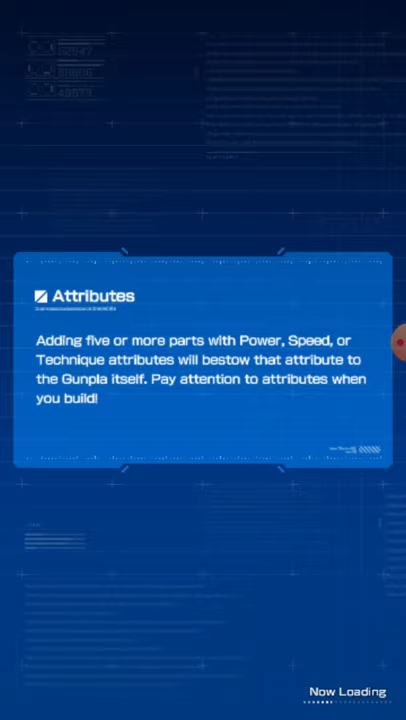 Attributes
Adding five or more parts with Power, Speed, or
Technique attributes will bestow that attribute to
the Gunpla itself. Pay attention to attributes when
you build!
Now Loading